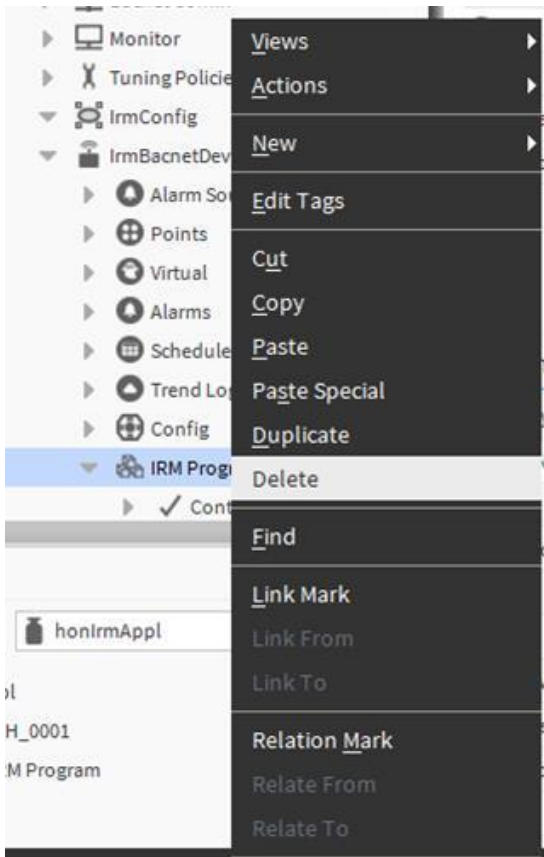 Monitor
Tuning Policie
IrmConfig
IrmBacnetDev
Alarm So
Points
Virtual
Alarms
Schedule
Trend Lo
Config
IRM Progr
Cont
honIrmAppl
H_0001
M Program
Views
Actions
New
Edit Tags
Cut
Copy
Paste
Paste Special
Duplicate
Delete
Find
Link Mark
Link From
Link To
Relation Mark
Relate From
Relate To